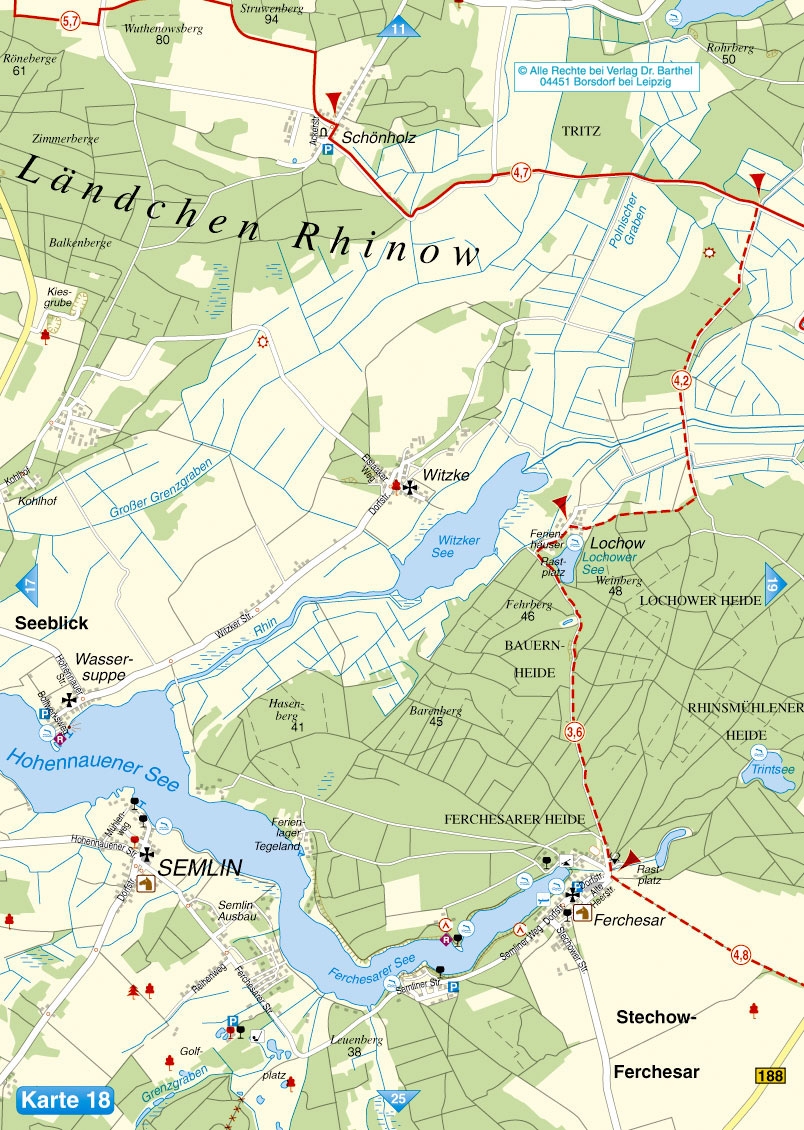 Struwenberg
94
5,7
Wuthenowsberg
80
11
Röneberge
61
Rohrberg
50
© Alle Rechte bei Verlag Dr. Barthel
04451 Borsdorf bei Leipzig
Ackerstr.
Schönholz
P
TRITZ
Zimmerberge
4,7
Ländchen Rhinow
Polnischer
Graben
Balkenberge
Kies-
grube
4,2
Witzke
Dorfstr.
Kohlhof
Kohlhof
Großer Grenzgraben
Witzker
See
Ferien-
häuser
Lochow
Lochower
See
Rast-
platz
Weinberg
48
17
19
LOCHOWER HEIDE
Fehrberg
46
Seeblick
Witzker Str.
Rhin
BAUERN-
HEIDE
Wasser-
suppe
Hohennauer
Str.
Bollwerksweg
P
R
Hasen-
berg
41
Barenberg
45
RHINSMÜHLENER
HEIDE
3,6
Trintsee
Hohennauener See
Ferien-
lager
Tegeland
FERCHESARER HEIDE
Mühlen-
weg
Hohennauener Str.
SEMLIN
Dorfstr.
Rast-
platz
P
Dorfstr.
Alte
Heerstr.
Dorfstr.
Ferchesar
Semlin
Ausbau
R
Semliner Weg
Stechower Str.
4,8
Ferchesarer See
Reihenweg
Ferchesarer Str.
Semliner Str.
P
P
Stechow-
Ferchesar
Leuenberg
38
Golf-
platz
Grenzgraben
188
Karte 18
25